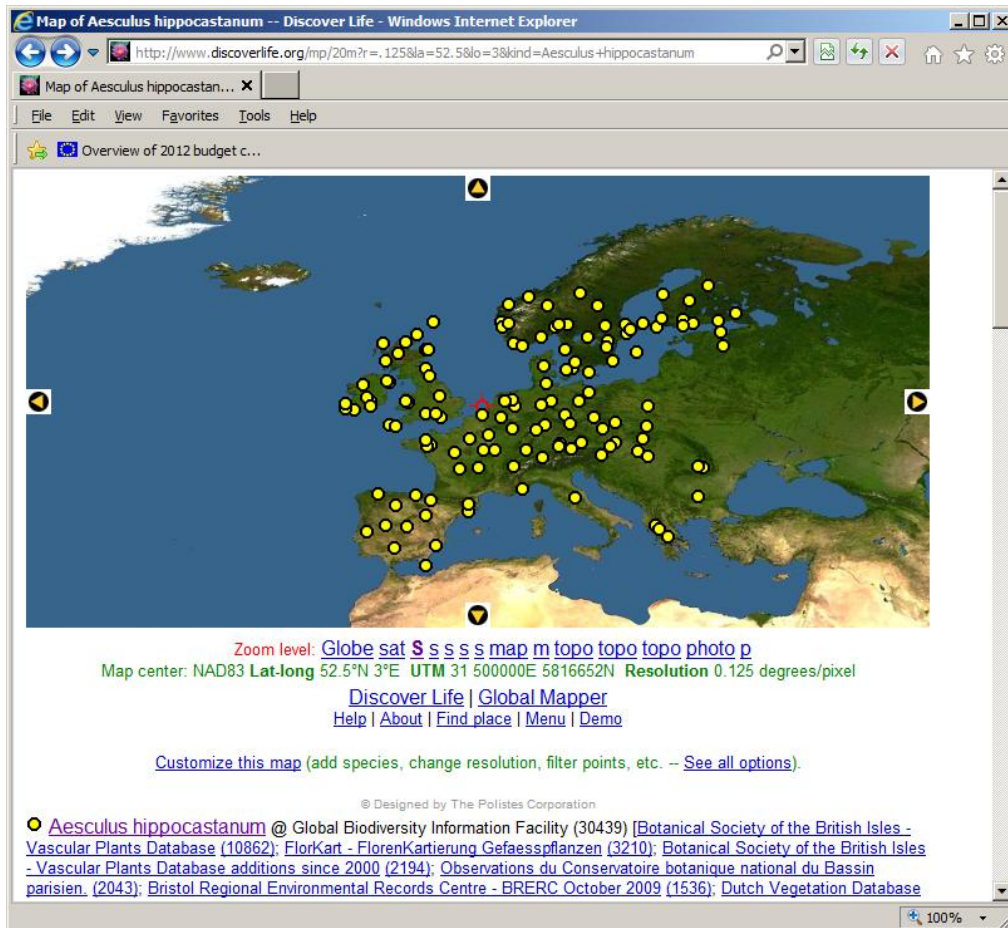 Map of Aesculus hippocastanum -- Discover Life - Windows Internet Explorer
http://www.discoverlife.org/mp/20m?r=.125&la=52.5&lo=3&kind=Aesculus+hippocastanum
Map of Aesculus hippocastan...
File Edit View Favorites Tools Help
Overview of 2012 budget c...
Zoom level: Globe sat S s s s s map m topo topo topo photo p
Map center: NAD83 Lat-long 52.5°N 3°E UTM 31 500000E 5816652N Resolution 0.125 degrees/pixel
Discover Life | Global Mapper
Help | About | Find place | Menu | Demo
Customize this map (add species, change resolution, filter points, etc. -- See all options).
© Designed by The Polistes Corporation
Aesculus hippocastanum @ Global Biodiversity Information Facility (30439) [Botanical Society of the British Isles -
Vascular Plants Database (10862); FlorKart - FlorenKartierung Gefaesspflanzen (3210); Botanical Society of the British Isles
- Vascular Plants Database additions since 2000 (2194); Observations du Conservatoire botanique national du Bassin
parisien. (2043); Bristol Regional Environmental Records Centre - BRERC October 2009 (1536); Dutch Vegetation Database
100%